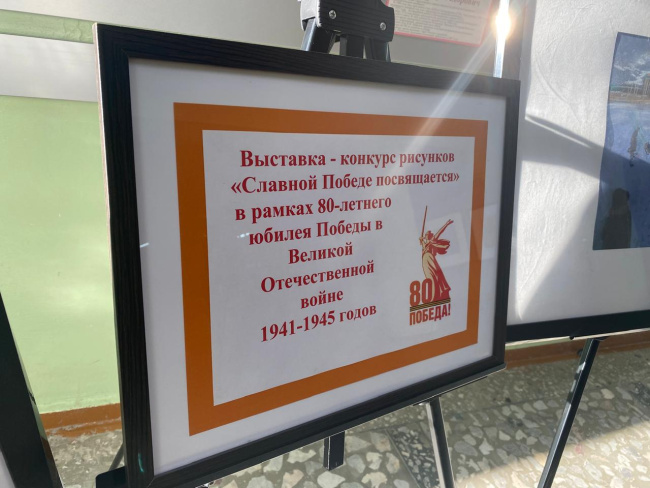 Выставка - конкурс рисунков
«Славной Победе посвящается»
в рамках 80-летнего
юбилея Победы в
Великой
Отечественной
войне
1941-1945 годов
80
ПОБЕДА!